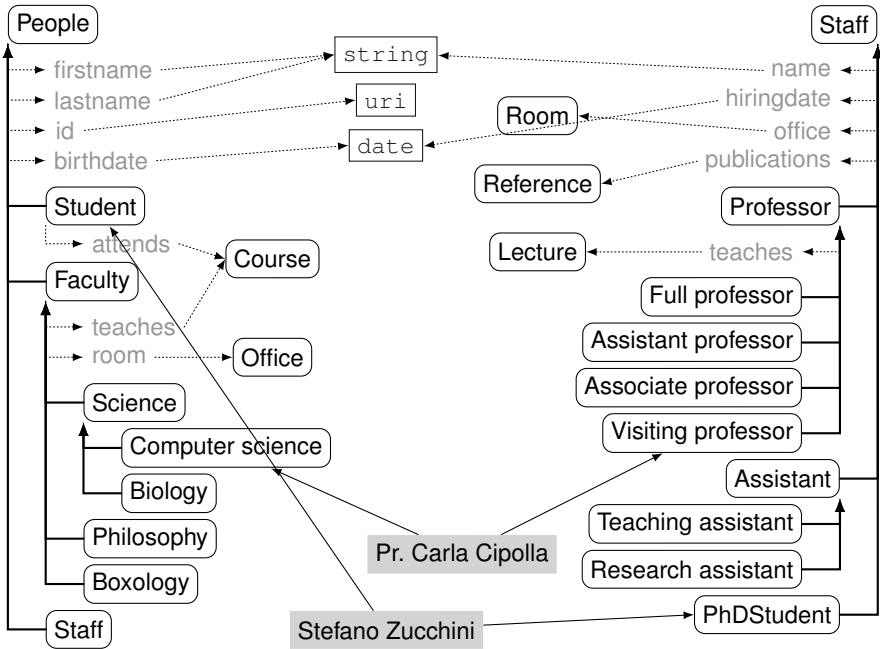 People
Staff
string
firstname
name
lastname
uri
hiringdate
id
Room
office
birthdate
date
publications
Reference
Student
Professor
attends
Course
Lecture
teaches
Faculty
Full professor
teaches
Assistant professor
room
Office
Associate professor
Science
Visiting professor
Computer science
Assistant
Biology
Teaching assistant
Philosophy
Pr. Carla Cipolla
Research assistant
Boxology
PhDStudent
Staff
Stefano Zucchini